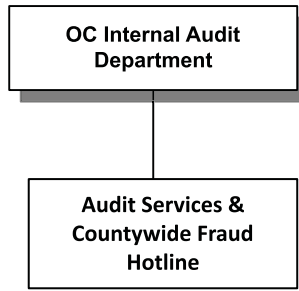 OC Internal Audit
Department
Audit Services &
Countywide Fraud
Hotline